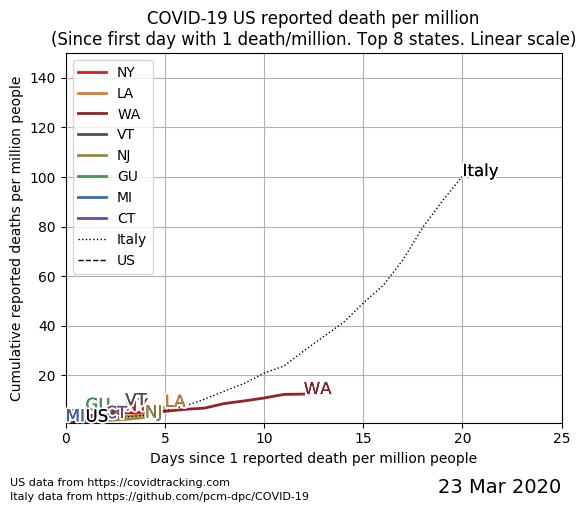 COVID-19 US reported death per million
(Since first day with 1 death/million. Top 8 states. Linear scale)
Cumulative reported deaths per million people
140
120
100
80
60
40
20
NY
LA
WA
VT
NJ
GU
MI
CT
Italy
US
Italy
WA
LA
VT
GU
CT
NJ
MI
US
0
5
10
15
20
25
Days since 1 reported death per million people
US data from https://covidtracking.com
Italy data from https://github.com/pcm-dpc/COVID-19
23 Mar 2020